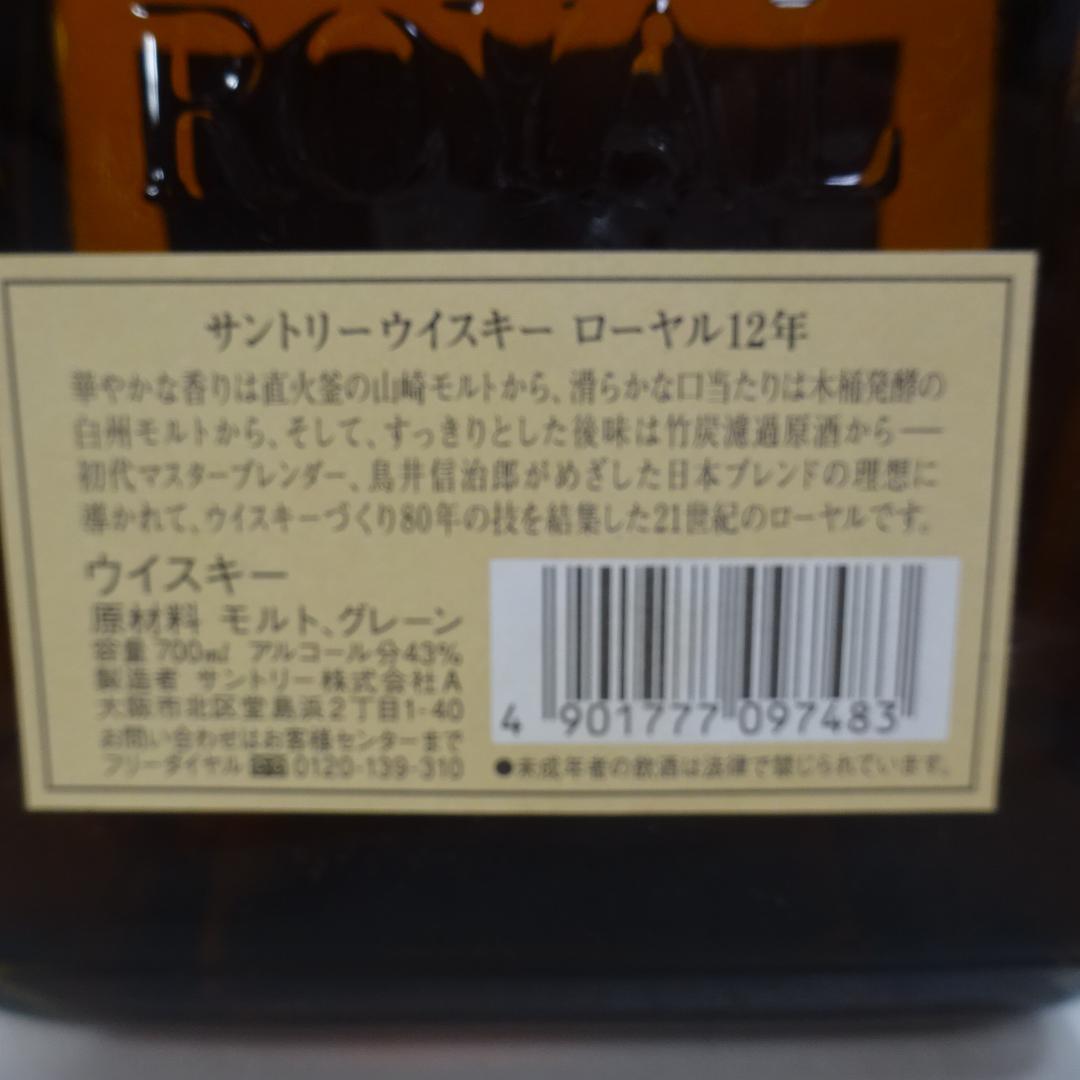 ROYAL
サントリーウイスキー ローヤル12年
華やかな香りは直火釜の山崎モルトから、滑らかな口当たりは木桶発酵の
白州モルトから、そして、すっきりとした後味は竹炭濾過原酒から──
初代マスターブレンダー、鳥井信治郎がめざした日本ブレンドの理想に
導かれて、ウイスキーづくり80年の技を結集した21世紀のローヤルです。
ウイスキー
原材料 モルト、グレーン
容量 700ml アルコール分43%
製造者 サントリー株式会社A
大阪市北区堂島浜2丁目1-40
お問い合わせはお客様センターまで
フリーダイヤル 0120-139-310
4 901777 097483
●未成年者の飲酒は法律で禁じられています。